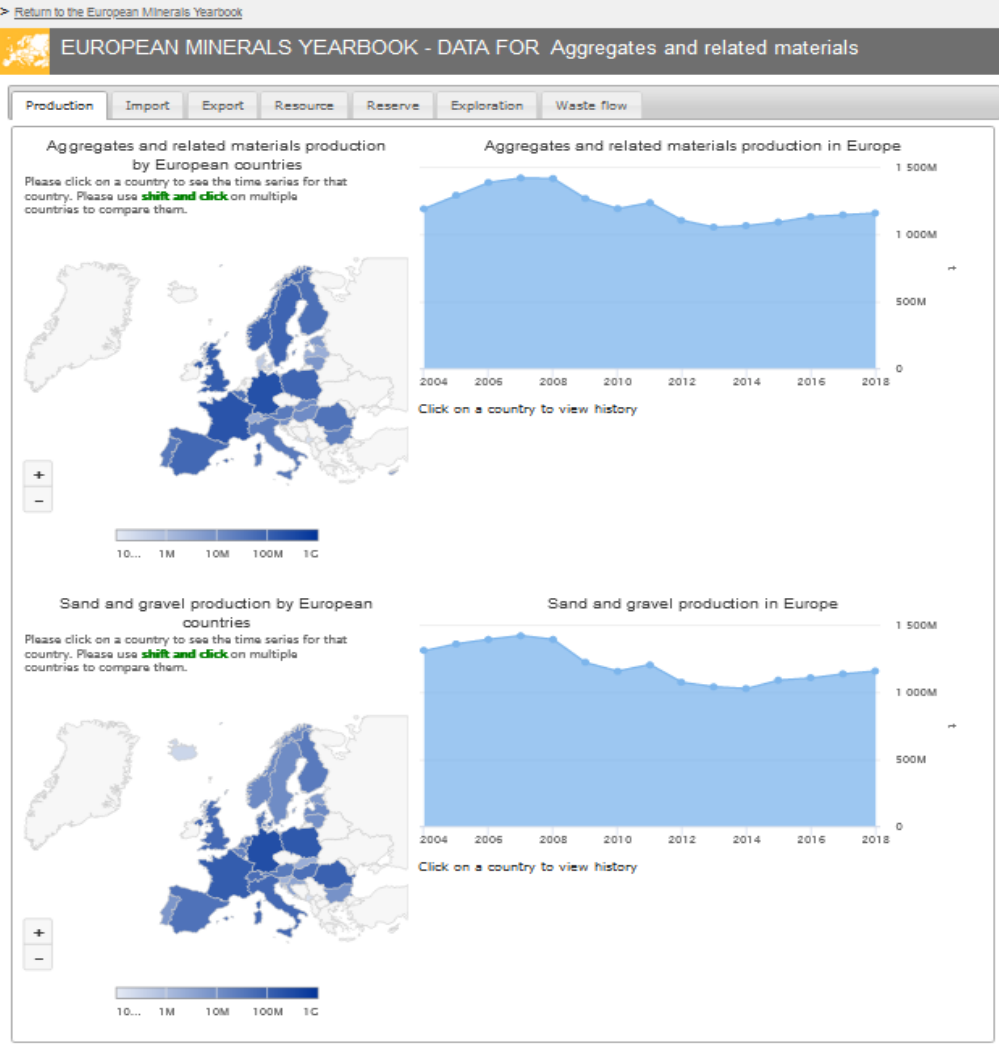 > Return to the European Minerals Yearbook
EUROPEAN MINERALS YEARBOOK - DATA FOR Aggregates and related materials
Production Import Export Resource Reserve Exploration Waste flow
Aggregates and related materials production
by European countries
Please click on a country to see the time series for that
country. Please use shift and click on multiple
countries to compare them.
+
−
10... 1M 10M 100M 1G
Aggregates and related materials production in Europe
1 500M
1 000M
500M
0
t
2004 2006 2008 2010 2012 2014 2016 2018
Click on a country to view history
Sand and gravel production by European
countries
Please click on a country to see the time series for that
country. Please use shift and click on multiple
countries to compare them.
+
−
10... 1M 10M 100M 1G
Sand and gravel production in Europe
1 500M
1 000M
500M
0
t
2004 2006 2008 2010 2012 2014 2016 2018
Click on a country to view history